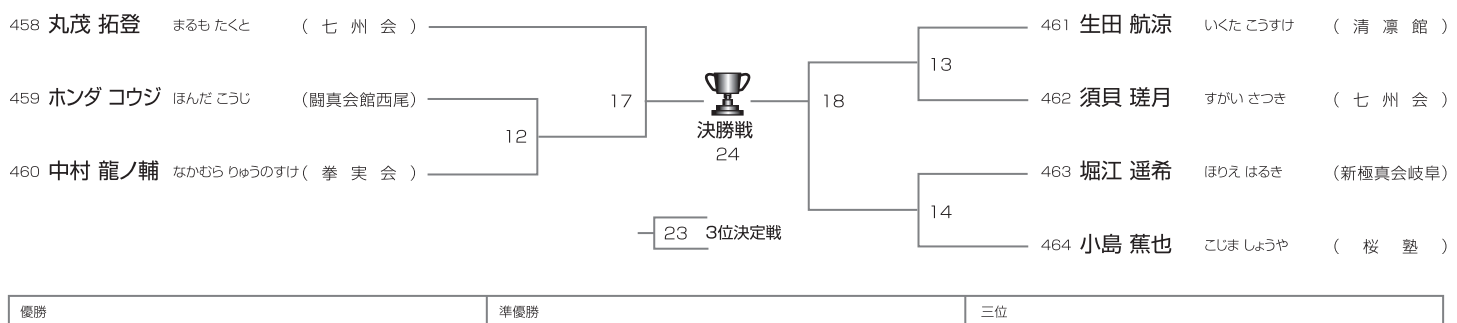 458 丸茂 拓登 まるも たくと (七州会)
459 ホンダ コウジ ほんだ こうじ (闘真会館西尾)
460 中村 龍ノ輔 なかむら りゅうのすけ (拳実会)
12
17
決勝戦
24
23 3位決定戦
18
13
14
461 生田 航涼 いくた こうすけ (清凛館)
462 須貝 瑳月 すがい さつき (七州会)
463 堀江 遥希 ほりえ はるき (新極真会岐阜)
464 小島 蕉也 こじま しょうや (桜塾)
優勝 準優勝 三位